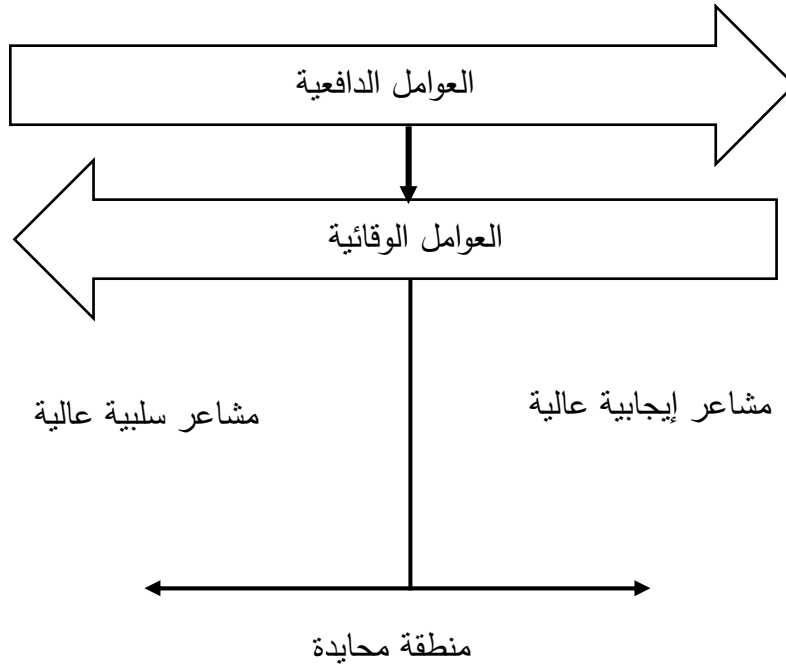 العوامل الدافعية
العوامل الوقائية
مشاعر إيجابية عالية
مشاعر سلبية عالية
منطقة محايدة